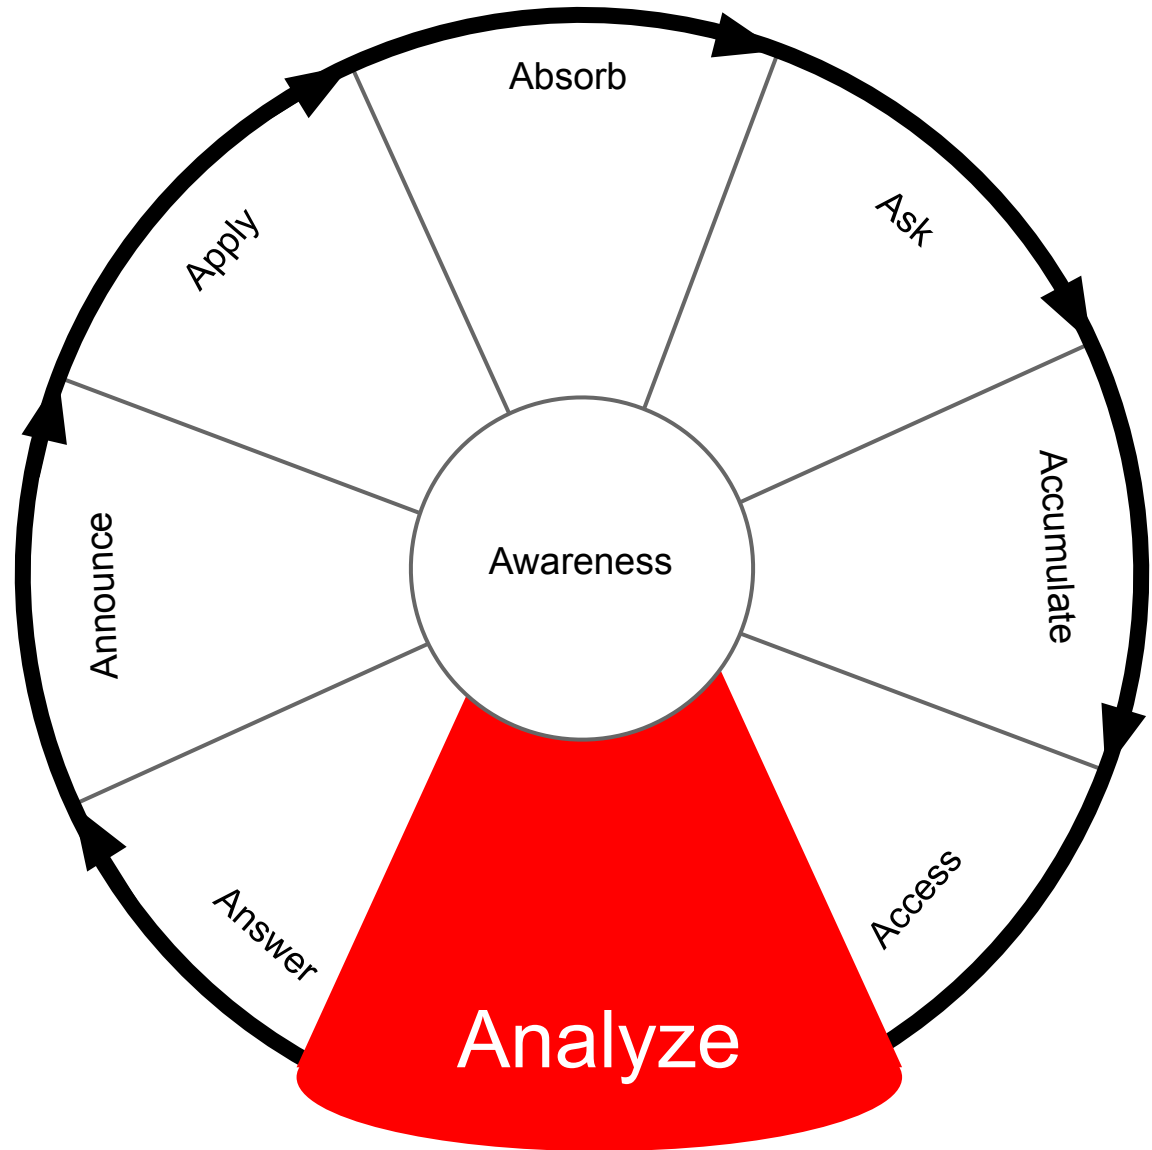 Absorb
Ask
Accumulate
Access
Analyze
Answer
Announce
Apply
Awareness